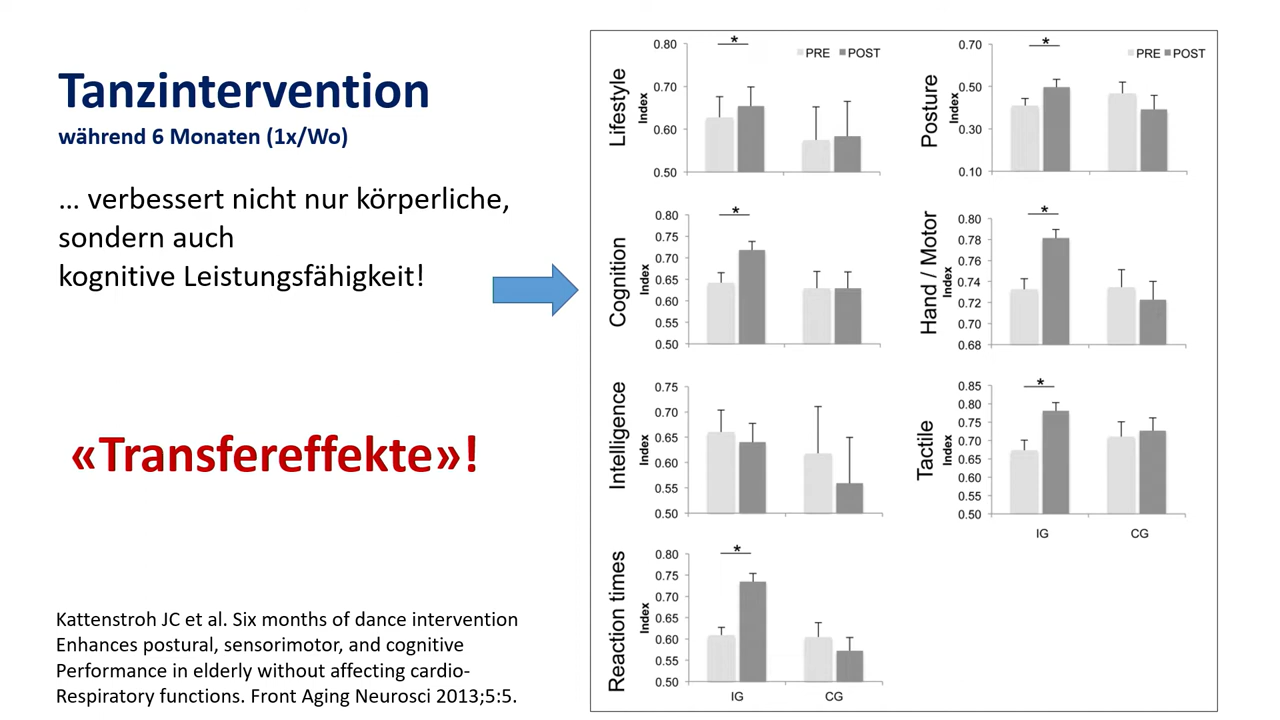 Tanzintervention
während 6 Monaten (1x/Wo)
... verbessert nicht nur körperliche,
sondern auch
kognitive Leistungsfähigkeit!
«Transfereffekte»!
Kattenstroh JC et al. Six months of dance intervention
Enhances postural, sensorimotor, and cognitive
Performance in elderly without affecting cardio-
Respiratory functions. Front Aging Neurosci 2013;5:5.
Lifestyle
Index
0.80
0.70
0.60
0.50
*
PRE POST
Posture
Index
0.70
0.50
0.30
0.10
*
PRE POST
Cognition
Index
0.80
0.75
0.70
0.65
0.60
0.55
0.50
*
Hand / Motor
Index
0.80
0.78
0.76
0.74
0.72
0.70
0.68
*
Intelligence
Index
0.75
0.70
0.65
0.60
0.55
0.50
Tactile
Index
0.85
0.80
0.75
0.70
0.65
0.60
0.55
0.50
*
IG CG
Reaction times
Index
0.80
0.75
0.70
0.65
0.60
0.55
0.50
*
IG CG